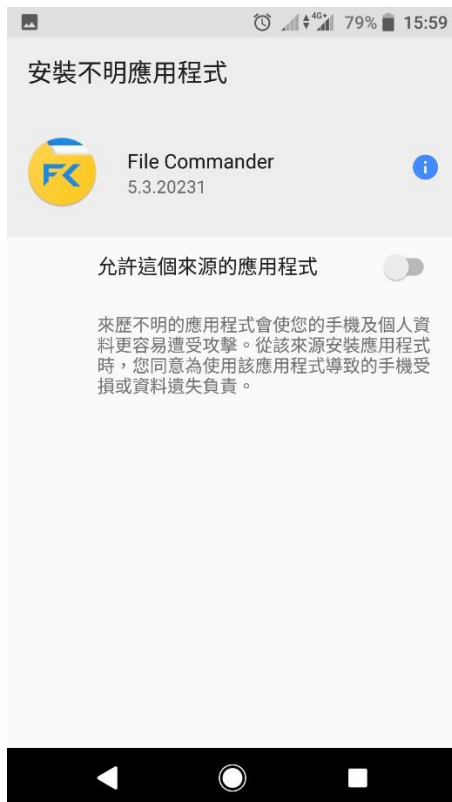 4G+ 79% 15:59
安裝不明應用程式
FC
File Commander
5.3.20231
允許這個來源的應用程式
來歷不明的應用程式會使您的手機及個人資
料更容易遭受攻擊。從該來源安裝應用程式
時，您同意為使用該應用程式導致的手機受
損或資料遺失負責。